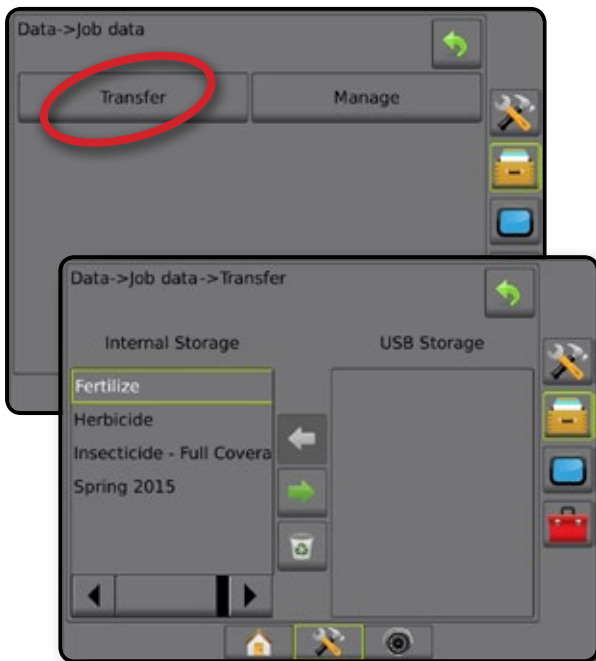 Data->Job data
Transfer Manage
Data->Job data->Transfer
Internal Storage USB Storage
Fertilize
Herbicide
Insecticide - Full Covera
Spring 2015